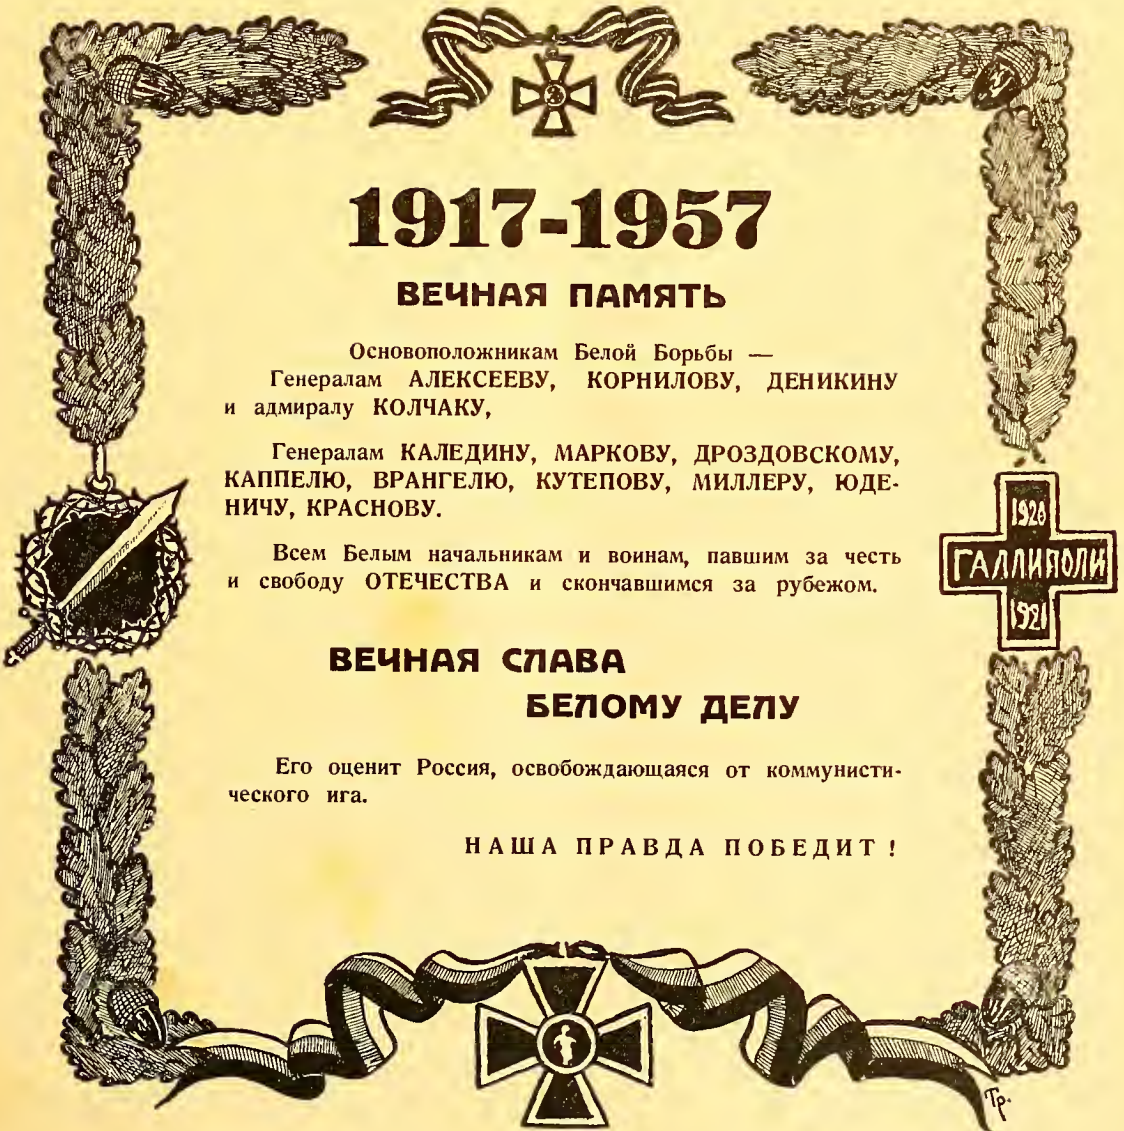 1917-1957
ВЕЧНАЯ ПАМЯТЬ
Основоположникам Белой Борьбы —
Генералам АЛЕКСЕЕВУ, КОРНИЛОВУ, ДЕНИКИНУ
и адмиралу КОЛЧАКУ,
Генералам КАЛЕДИНУ, МАРКОВУ, ДРОЗДОВСКОМУ,
КАППЕЛЮ, ВРАНГЕЛЮ, КУТЕПОВУ, МИЛЛЕРУ, ЮДЕ-
НИЧУ, КРАСНОВУ.
Всем Белым начальникам и воинам, павшим за честь
и свободу ОТЕЧЕСТВА и скончавшимся за рубежом.
1920
ГАЛЛИПОЛИ
1921
ВЕЧНАЯ СЛАВА
БЕЛОМУ ДЕЛУ
Его оценит Россия, освобождающаяся от коммунисти-
ческого ига.
НАША ПРАВДА ПОБЕДИТ !
Тр.